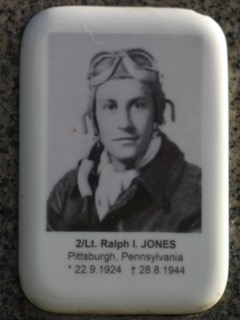 2/Lt. Ralph I. JONES
Pittsburgh, Pennsylvania
* 22.9.1924 † 28.8.1944